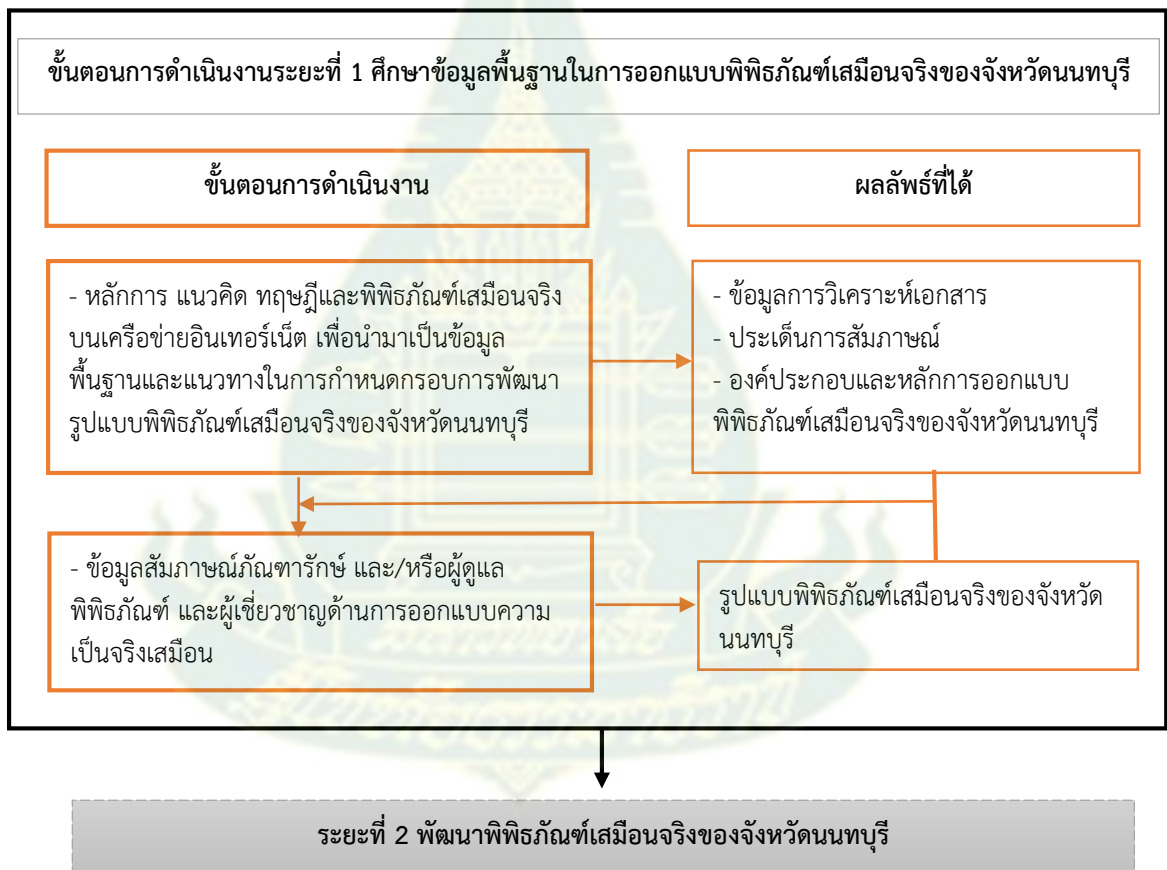 ขั้นตอนการดำเนินงานระยะที่ 1 ศึกษาข้อมูลพื้นฐานในการออกแบบพิพิธภัณฑ์เสมือนจริงของจังหวัดนนทบุรี
ขั้นตอนการดำเนินงาน
ผลลัพธ์ที่ได้
- หลักการ แนวคิด ทฤษฎีและพิพิธภัณฑ์เสมือนจริง
บนเครือข่ายอินเทอร์เน็ต เพื่อนำมาเป็นข้อมูล
พื้นฐานและแนวทางในการกำหนดกรอบการพัฒนา
รูปแบบพิพิธภัณฑ์เสมือนจริงของจังหวัดนนทบุรี
- ข้อมูลการวิเคราะห์เอกสาร
- ประเด็นการสัมภาษณ์
- องค์ประกอบและหลักการออกแบบ
พิพิธภัณฑ์เสมือนจริงของจังหวัดนนทบุรี
- ข้อมูลสัมภาษณ์ภัณฑารักษ์ และ/หรือผู้ดูแล
พิพิธภัณฑ์ และผู้เชี่ยวชาญด้านการออกแบบความ
เป็นจริงเสมือน
รูปแบบพิพิธภัณฑ์เสมือนจริงของจังหวัด
นนทบุรี
ระยะที่ 2 พัฒนาพิพิธภัณฑ์เสมือนจริงของจังหวัดนนทบุรี